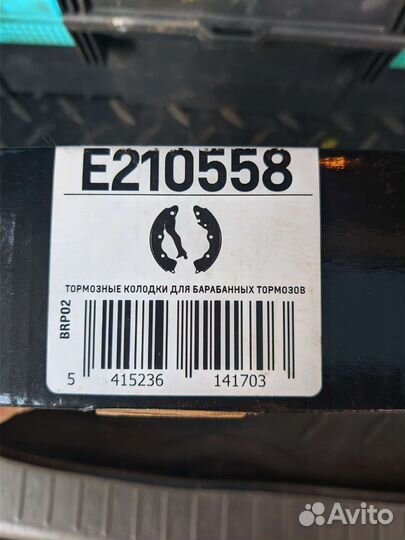 E210558
ТОРМОЗНЫЕ КОЛОДКИ ДЛЯ БАРАБАННЫХ ТОРМОЗОВ
BRP02
5 415236 141703
Avito